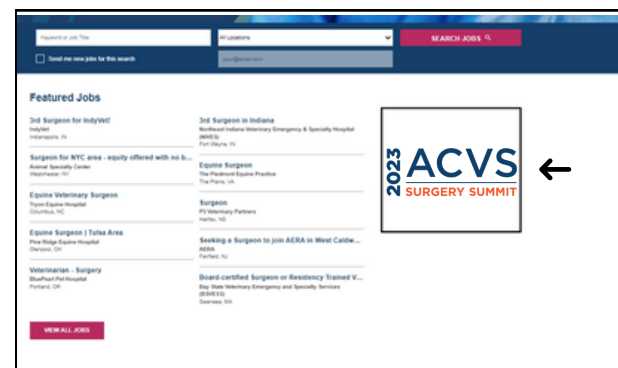 Keyword or Job Title
All Locations
SEARCH JOBS
Send me new jobs for this search
your@email.com
Featured Jobs
3rd Surgeon for IndyVet!
IndyVet
Indianapolis, IN
Surgeon for NYC area - equity offered with no b...
Animal Specialty Center
Westchester, NY
Equine Veterinary Surgeon
Tryon Equine Hospital
Columbus, NC
Equine Surgeon | Tulsa Area
Pine Ridge Equine Hospital
Glenpool, OK
Veterinarian - Surgery
BluePearl Pet Hospital
Portland, OR
VIEW ALL JOBS
3rd Surgeon in Indiana
Northeast Indiana Veterinary Emergency & Specialty Hospital
(NIVES)
Fort Wayne, IN
Equine Surgeon
The Piedmont Equine Practice
The Plains, VA
Surgeon
P3 Veterinary Partners
Halifax, NS
Seeking a Surgeon to join AERA in West Caldw...
AERA
Fairfield, NJ
Board-certified Surgeon or Residency Trained V...
Bay State Veterinary Emergency and Specialty Services
(BSVESS)
Swansea, MA
2023
ACVS
SURGERY SUMMIT